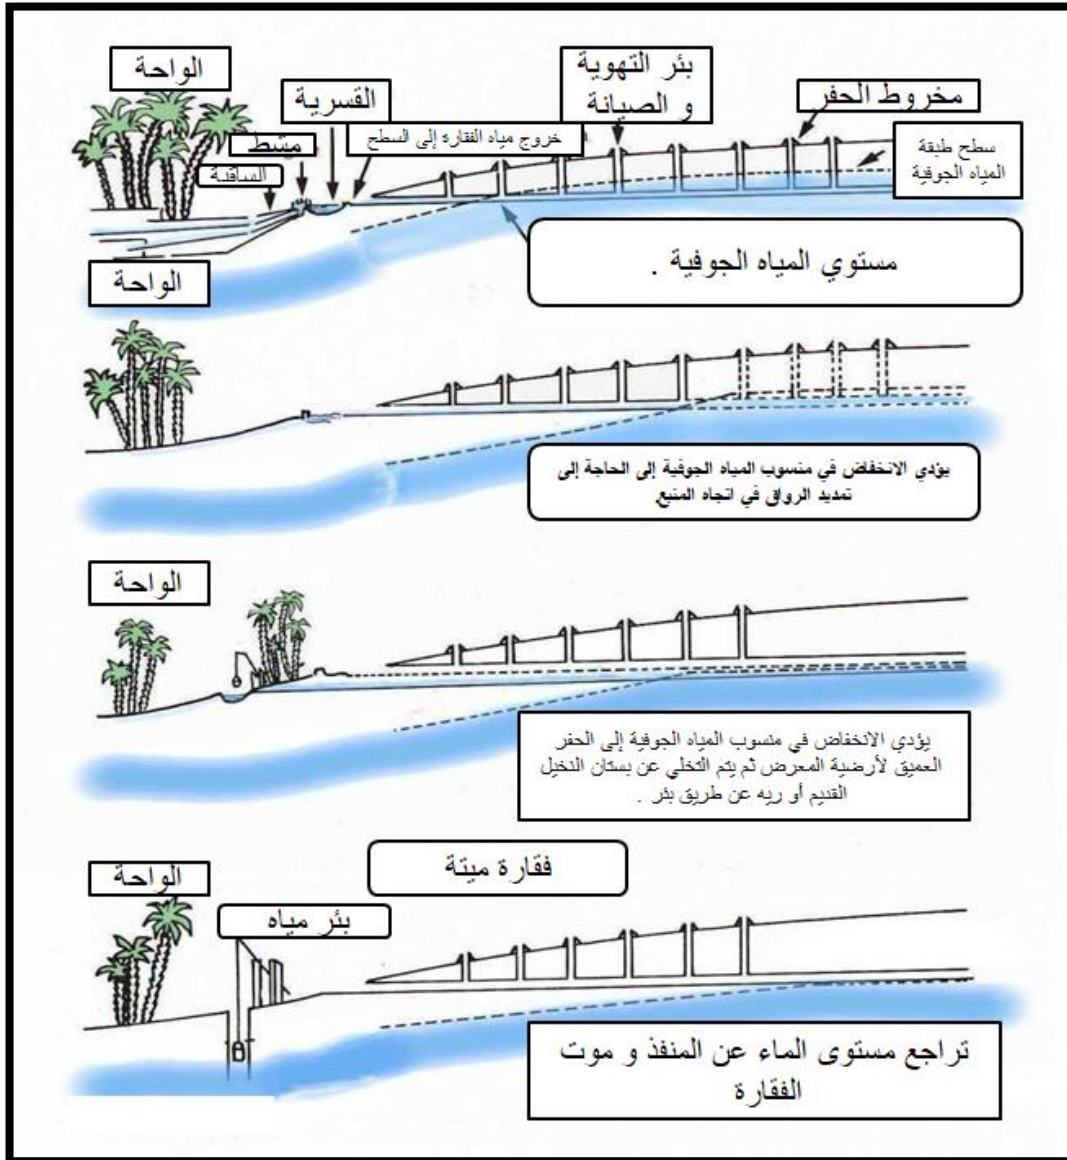 الواحة
القسرية
بئر التهوية
و الصيانة
مخروط الحفر
مشط
خروج مياه الفقارة إلى السطح
سطح طبقة
المياه الجوفية
الساقية
مستوي المياه الجوفية .
الواحة
يؤدي الانخفاض في منسوب المياه الجوفية إلى الحاجة إلى
تمديد الرواق في اتجاه المنبع
الواحة
يؤدي الانخفاض في منسوب المياه الجوفية إلى الحفر
العميق لأرضية المعرض ثم يتم التخلي عن بستان النخيل
القديم أو ريه عن طريق بئر .
فقارة ميتة
الواحة
بئر مياه
تراجع مستوى الماء عن المنفذ و موت
الفقارة